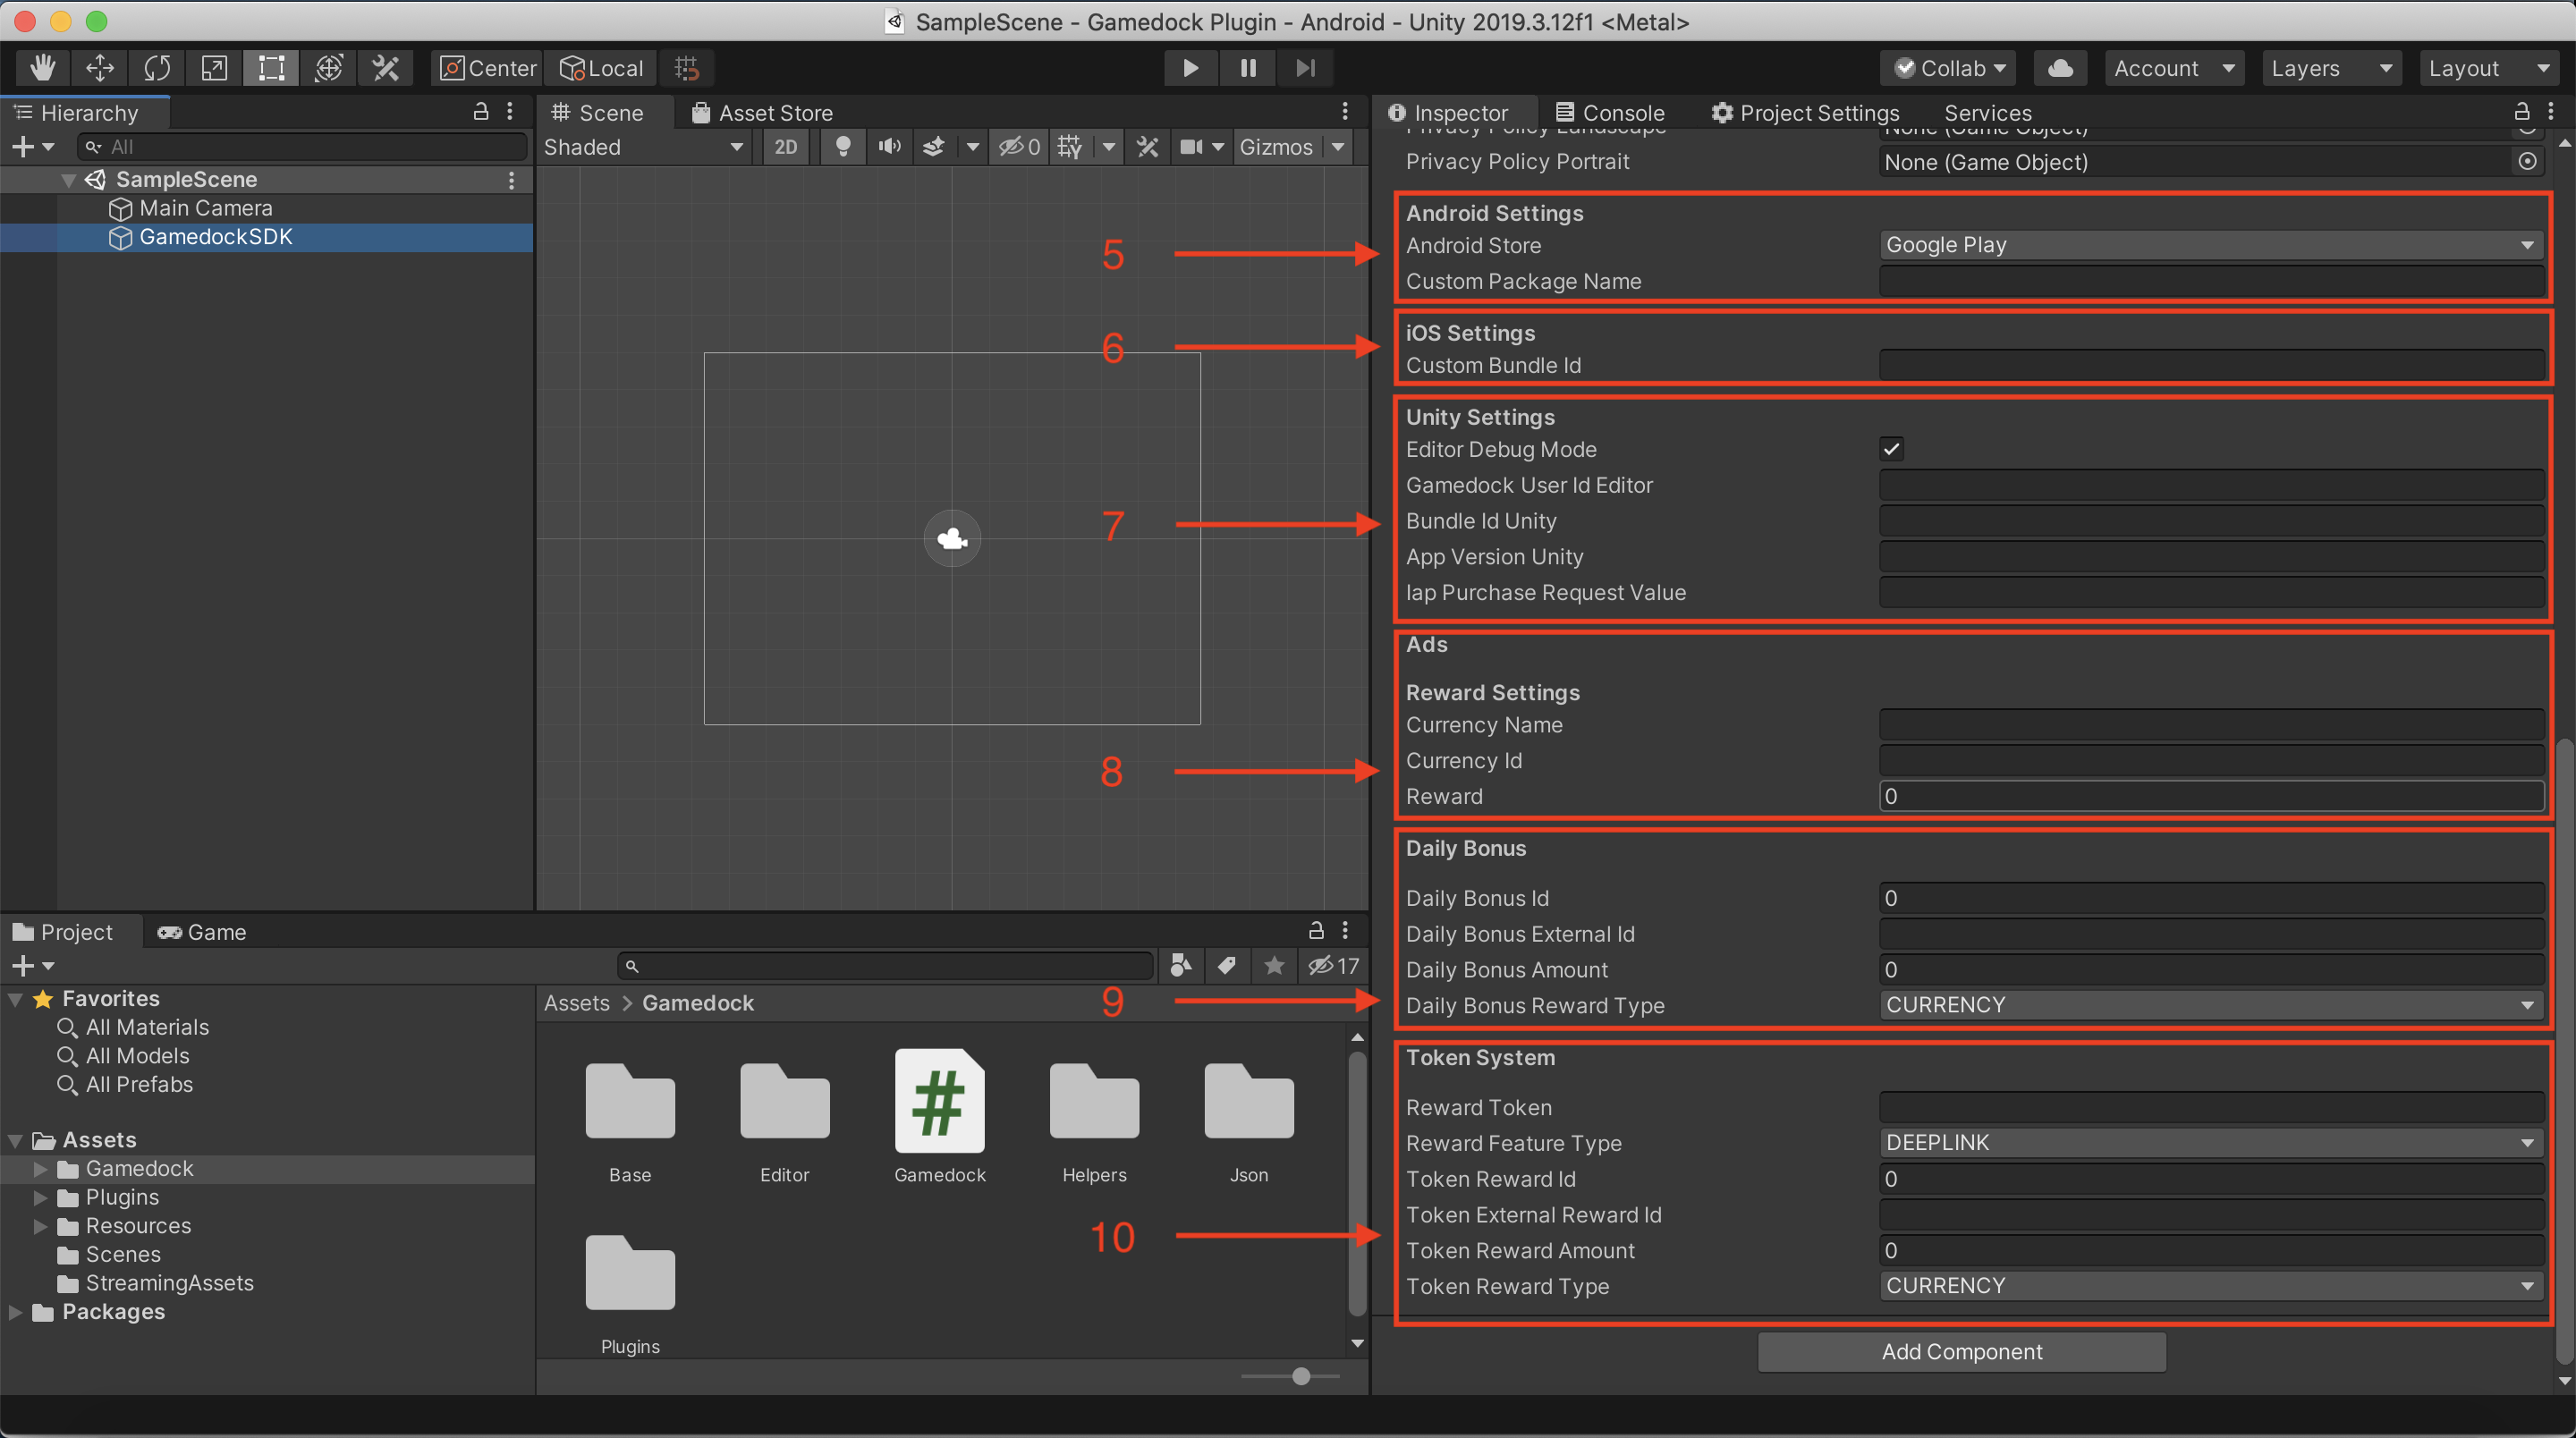 SampleScene - Gamedock Plugin - Android - Unity 2019.3.12f1 <Metal>
Center
Local
Collab
Account
Layers
Layout
Hierarchy
All
SampleScene
Main Camera
GamedockSDK
Scene
Asset Store
Shaded
2D
0
Gizmos
5
6
7
8
9
10
Project
Game
17
Favorites
All Materials
All Models
All Prefabs
Assets
Gamedock
Plugins
Resources
Scenes
StreamingAssets
Packages
Assets > Gamedock
Base
Editor
#
Gamedock
Helpers
Json
Plugins
Inspector
Console
Project Settings
Services
Privacy Policy Landscape None (Game Object)
Privacy Policy Portrait None (Game Object)
Android Settings
Android Store Google Play
Custom Package Name
iOS Settings
Custom Bundle Id
Unity Settings
Editor Debug Mode
Gamedock User Id Editor
Bundle Id Unity
App Version Unity
Iap Purchase Request Value
Ads
Reward Settings
Currency Name
Currency Id
Reward 0
Daily Bonus
Daily Bonus Id 0
Daily Bonus External Id
Daily Bonus Amount 0
Daily Bonus Reward Type CURRENCY
Token System
Reward Token
Reward Feature Type DEEPLINK
Token Reward Id 0
Token External Reward Id
Token Reward Amount 0
Token Reward Type CURRENCY
Add Component